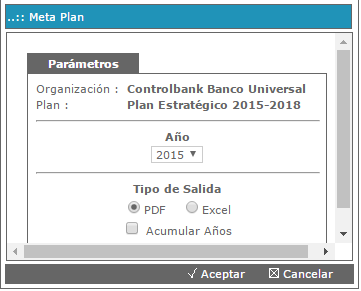 ..:: Meta Plan
Parámetros
Organización : Controlbank Banco Universal
Plan : Plan Estratégico 2015-2018
Año
2015
Tipo de Salida
PDF Excel
Acumular Años
Aceptar Cancelar